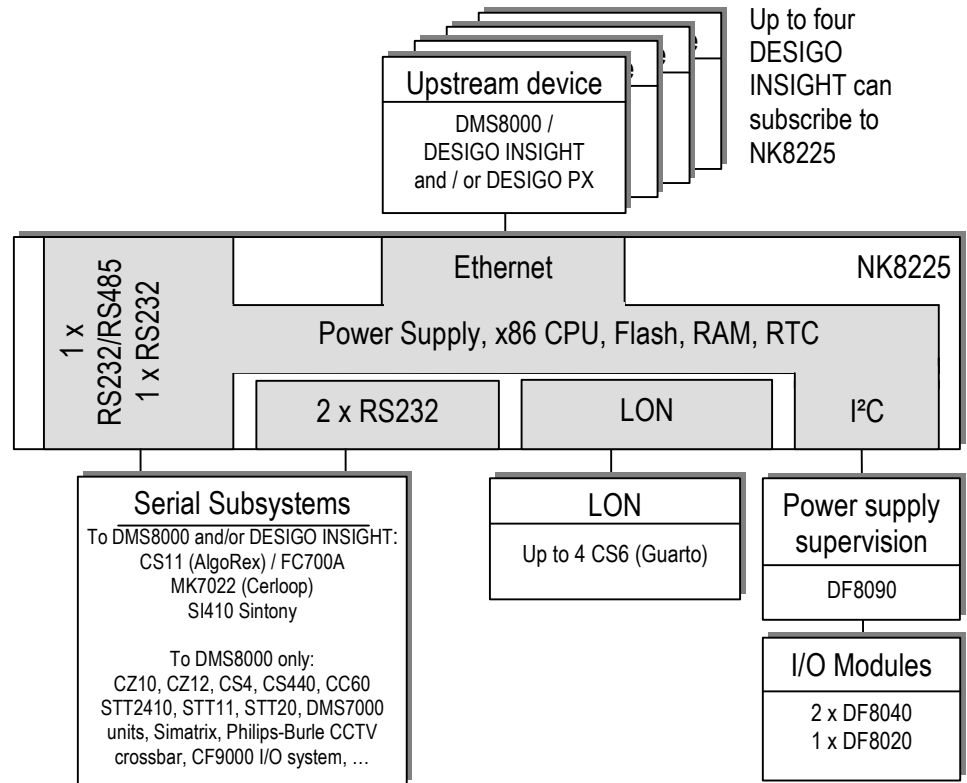 Up to four
DESIGO
INSIGHT can
subscribe to
NK8225
e
e
e
Upstream device
DMS8000 /
DESIGO INSIGHT
and / or DESIGO PX
1 x
RS232/RS485
1 x RS232
Ethernet
NK8225
Power Supply, x86 CPU, Flash, RAM, RTC
2 x RS232
LON
I²C
Serial Subsystems
To DMS8000 and/or DESIGO INSIGHT:
CS11 (AlgoRex) / FC700A
MK7022 (Cerloop)
SI410 Sintony
To DMS8000 only:
CZ10, CZ12, CS4, CS440, CC60
STT2410, STT11, STT20, DMS7000
units, Simatrix, Philips-Burle CCTV
crossbar, CF9000 I/O system, …
LON
Up to 4 CS6 (Guarto)
Power supply
supervision
DF8090
I/O Modules
2 x DF8040
1 x DF8020